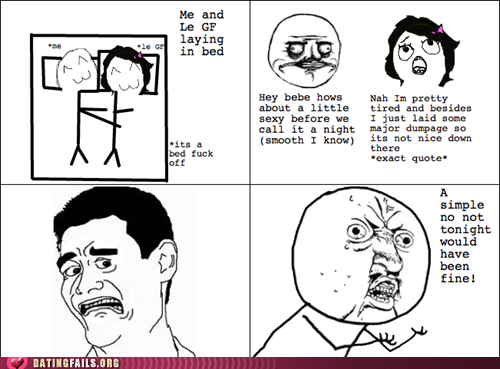 Me and
Le GF
laying
in bed
*me
*le GF
*its a
bed fuck
off
Hey bebe hows
about a little
sexy before we
call it a night
(smooth I know)
Nah Im pretty
tired and besides
I just laid some
major dumpage so
its not nice down
there
*exact quote*
A
simple
no not
tonight
would
have
been
fine!
DATINGFAILS.ORG